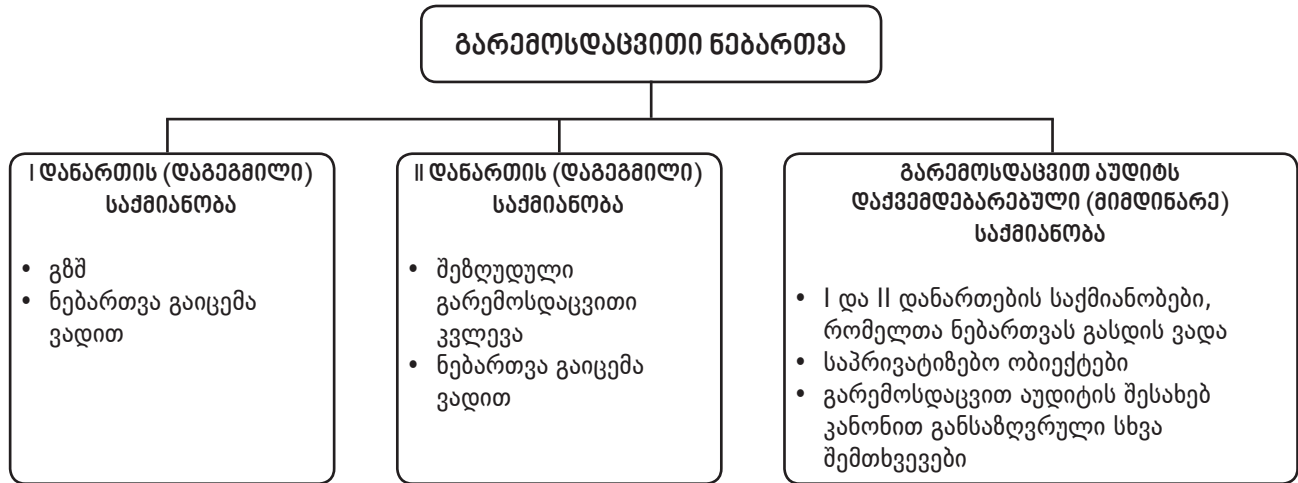 გარემოსდაცვითი ნებართვა
I დანართის (დაგეგმილი)
საქმიანობა
• გზშ
• ნებართვა გაიცემა
ვადით
II დანართის (დაგეგმილი)
საქმიანობა
• შეზღუდული
გარემოსდაცვითი
კვლევა
• ნებართვა გაიცემა
ვადით
გარემოსდაცვით აუდიტს
დაქვემდებარებული (მიმდინარე)
საქმიანობა
• I და II დანართების საქმიანობები,
რომელთა ნებართვას გასდის ვადა
• საპრივატიზებო ობიექტები
• გარემოსდაცვით აუდიტის შესახებ
კანონით განსაზღვრული სხვა
შემთხვევები